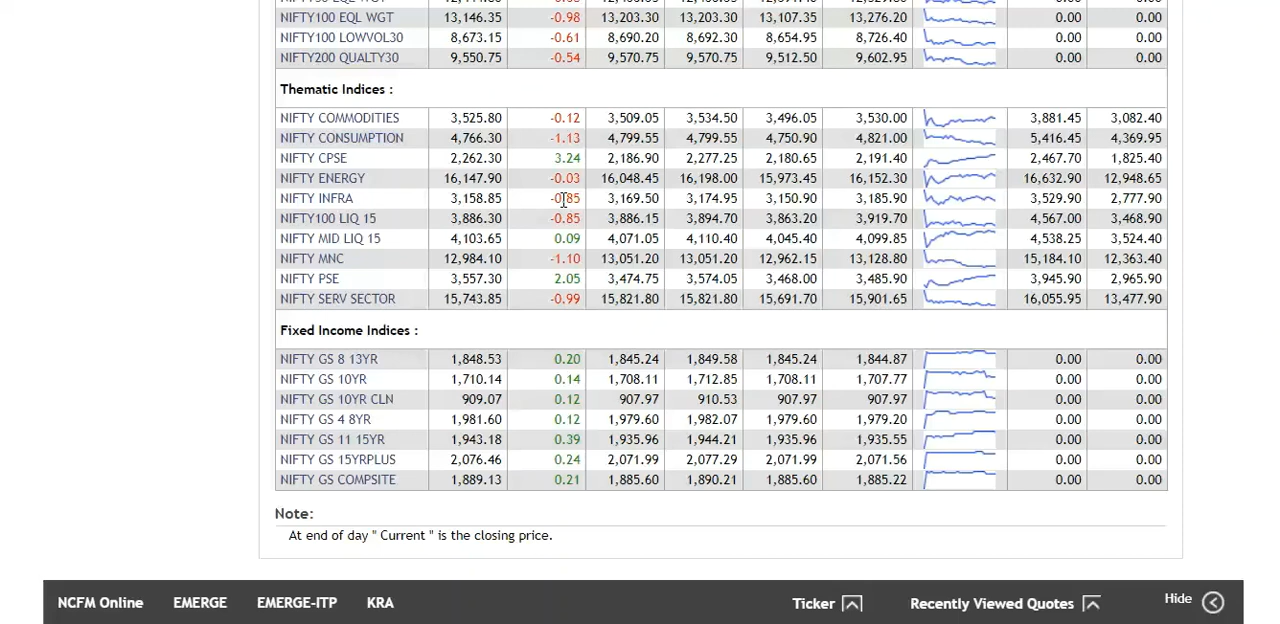 NIFTY100 EQL WGT 13,146.35 -0.98 13,203.30 13,203.30 13,107.35 13,276.20 0.00 0.00
NIFTY100 LOWVOL30 8,673.15 -0.61 8,690.20 8,692.30 8,654.95 8,726.40 0.00 0.00
NIFTY200 QUALTY30 9,550.75 -0.54 9,570.75 9,570.75 9,512.50 9,602.95 0.00 0.00
Thematic Indices :
NIFTY COMMODITIES 3,525.80 -0.12 3,509.05 3,534.50 3,496.05 3,530.00 3,881.45 3,082.40
NIFTY CONSUMPTION 4,766.30 -1.13 4,799.55 4,799.55 4,750.90 4,821.00 5,416.45 4,369.95
NIFTY CPSE 2,262.30 3.24 2,186.90 2,277.25 2,180.65 2,191.40 2,467.70 1,825.40
NIFTY ENERGY 16,147.90 -0.03 16,048.45 16,198.00 15,973.45 16,152.30 16,632.90 12,948.65
NIFTY INFRA 3,158.85 -0.85 3,169.50 3,174.95 3,150.90 3,185.90 3,529.90 2,777.90
NIFTY100 LIQ 15 3,886.30 -0.85 3,886.15 3,894.70 3,863.20 3,919.70 4,567.00 3,468.90
NIFTY MID LIQ 15 4,103.65 0.09 4,071.05 4,110.40 4,045.40 4,099.85 4,538.25 3,524.40
NIFTY MNC 12,984.10 -1.10 13,051.20 13,051.20 12,962.15 13,128.80 15,184.10 12,363.40
NIFTY PSE 3,557.30 2.05 3,474.75 3,574.05 3,468.00 3,485.90 3,945.90 2,965.90
NIFTY SERV SECTOR 15,743.85 -0.99 15,821.80 15,821.80 15,691.70 15,901.65 16,055.95 13,477.90
Fixed Income Indices :
NIFTY GS 8 13YR 1,848.53 0.20 1,845.24 1,849.58 1,845.24 1,844.87 0.00 0.00
NIFTY GS 10YR 1,710.14 0.14 1,708.11 1,712.85 1,708.11 1,707.77 0.00 0.00
NIFTY GS 10YR CLN 909.07 0.12 907.97 910.53 907.97 907.97 0.00 0.00
NIFTY GS 4 8YR 1,981.60 0.12 1,979.60 1,982.07 1,979.60 1,979.20 0.00 0.00
NIFTY GS 11 15YR 1,943.18 0.39 1,935.96 1,944.21 1,935.96 1,935.55 0.00 0.00
NIFTY GS 15YRPLUS 2,076.46 0.24 2,071.99 2,077.29 2,071.99 2,071.56 0.00 0.00
NIFTY GS COMPSITE 1,889.13 0.21 1,885.60 1,890.21 1,885.60 1,885.22 0.00 0.00
Note:
At end of day " Current " is the closing price.
NCFM Online EMERGE EMERGE-ITP KRA Ticker Recently Viewed Quotes Hide